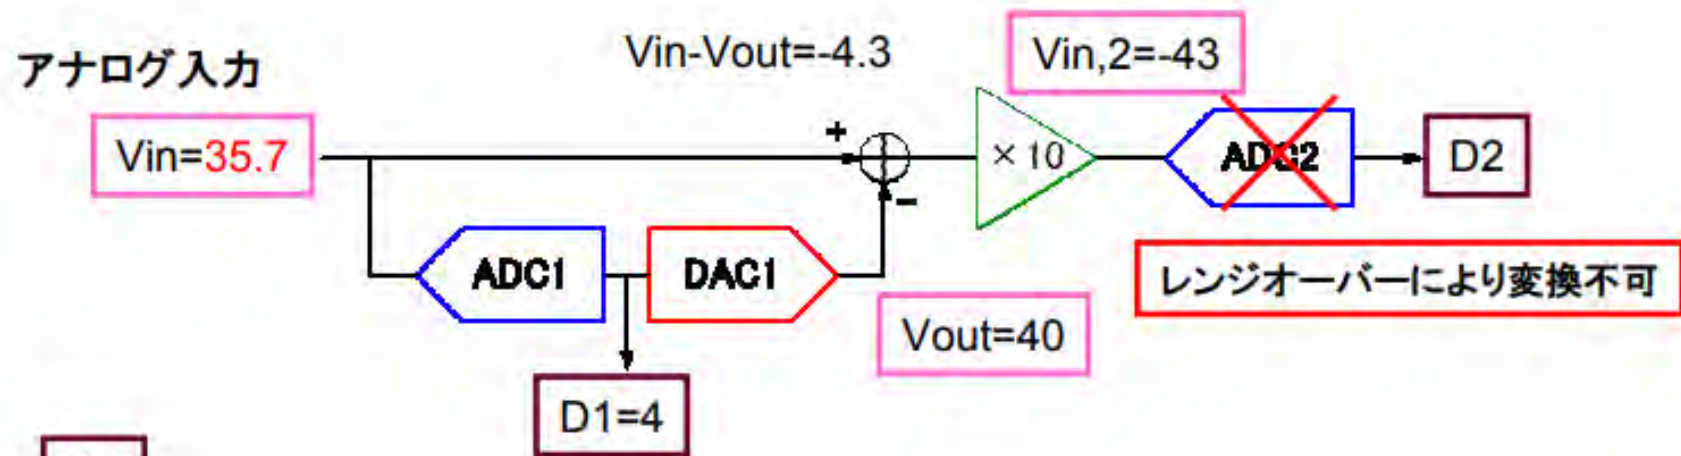 アナログ入力
Vin-Vout=-4.3
Vin,2=-43
Vin=35.7
+
-
×10
ADC2
D2
ADC1
DAC1
レンジオーバーにより変換不可
Vout=40
D1=4